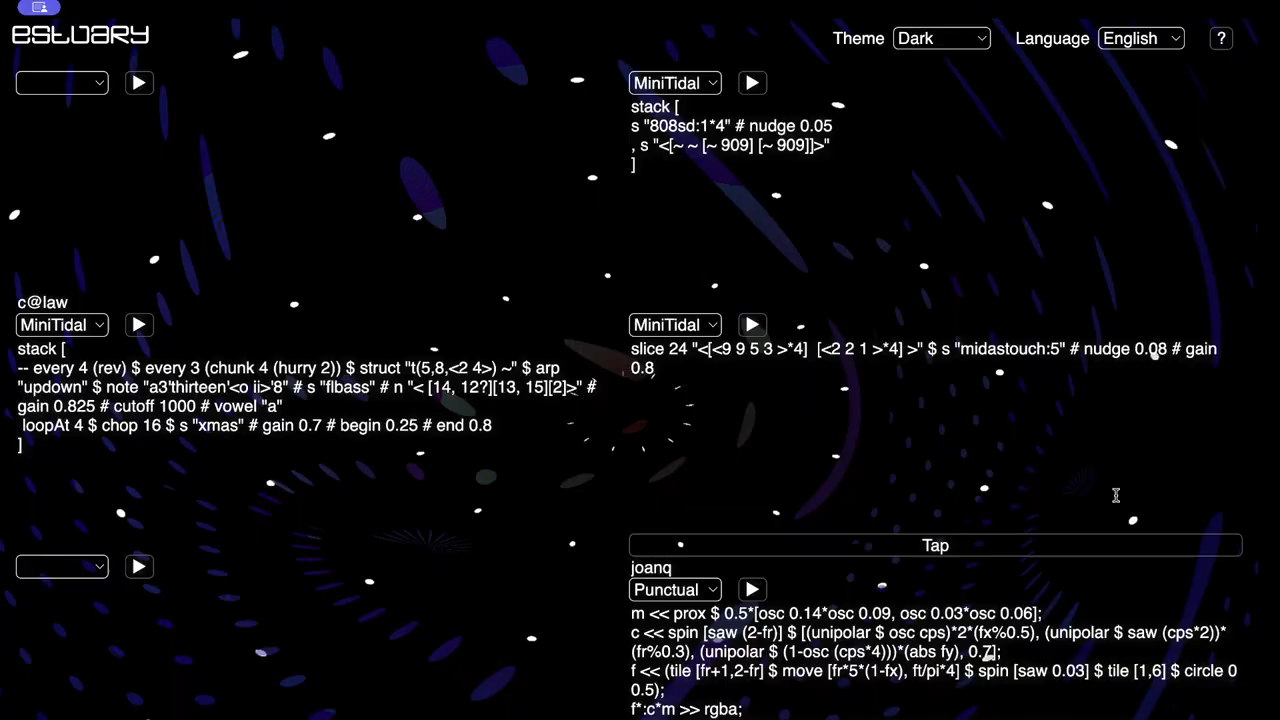 estuary
Theme Dark Language English ?
MiniTidal
stack [
s "808sd:1*4" # nudge 0.05
, s "<[~ ~ [~ 909] [~ 909]]>"
]
c@law
MiniTidal
stack [
-- every 4 (rev) $ every 3 (chunk 4 (hurry 2)) $ struct "t(5,8,<2 4>) ~" $ arp
"updown" $ note "a3'thirteen'<o ii>'8" # s "flbass" # n "< [14, 12?][13, 15][2]>" #
gain 0.825 # cutoff 1000 # vowel "a"
loopAt 4 $ chop 16 $ s "xmas" # gain 0.7 # begin 0.25 # end 0.8
]
MiniTidal
slice 24 "<[<9 9 5 3 >*4]  [<2 2 1 >*4] >" $ s "midastouch:5" # nudge 0.08 # gain
0.8
Tap
joanq
Punctual
m << prox $ 0.5*[osc 0.14*osc 0.09, osc 0.03*osc 0.06];
c << spin [saw (2-fr)] $ [(unipolar $ osc cps)*2*(fx%0.5), (unipolar $ saw (cps*2))*
(fr%0.3), (unipolar $ (1-osc (cps*4)))*(abs fy), 0.7];
f << (tile [fr+1,2-fr] $ move [fr*5*(1-fx), ft/pi*4] $ spin [saw 0.03] $ tile [1,6] $ circle 0
0.5);
f*:c*m >> rgba;